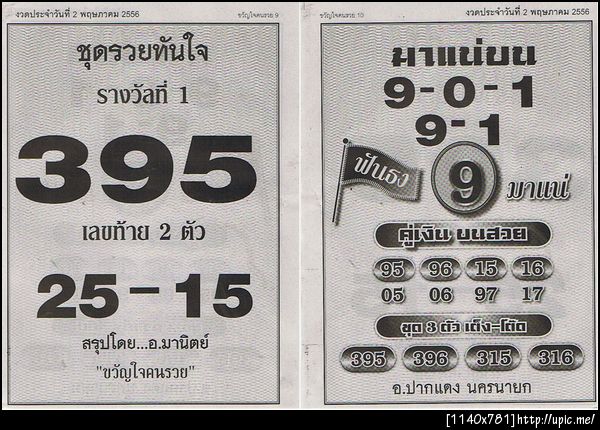 งวดประจำวันที่ 2 พฤษภาคม 2556
ขวัญใจคนรวย 9
ชุดรวยทันใจ
รางวัลที่ 1
395
เลขท้าย 2 ตัว
25-15
สรุปโดย...อ.มานิตย์
"ขวัญใจคนรวย"
ขวัญใจคนรวย 10
งวดประจำวันที่ 2 พฤษภาคม 2556
มาแน่บน
9-0-1
9-1
ฟันธง
9
มาแน่
คู่เงิน บนสวย
95 96 15 16
05 06 97 17
ชุด 3 ตัว เต็ง-โต๊ด
395 396 315 316
อ.ปากแดง นครนายก
[1140x781]http://upic.me/